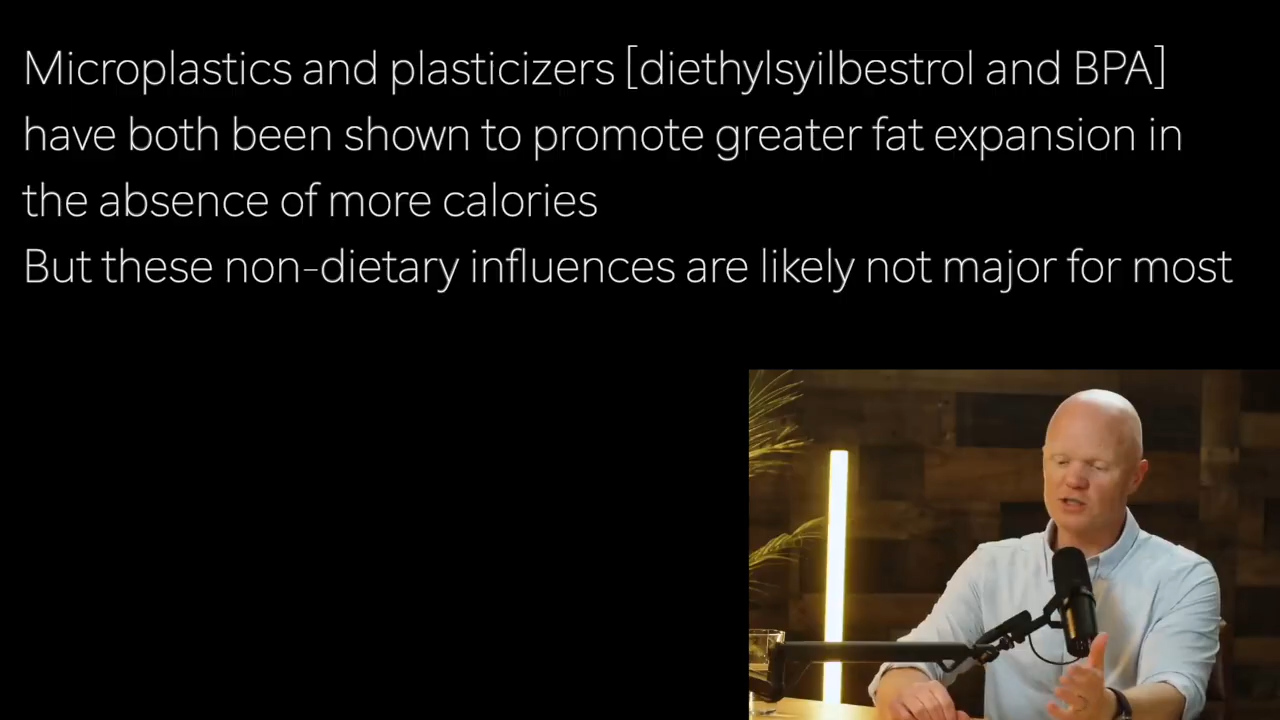 Microplastics and plasticizers [diethylsyilbestrol and BPA]
have both been shown to promote greater fat expansion in
the absence of more calories
But these non-dietary influences are likely not major for most